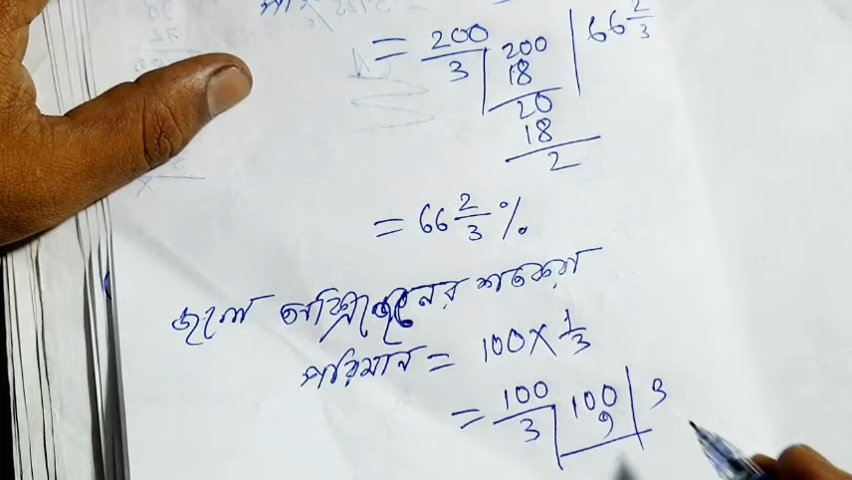 = 200/3 | 200 | 66 2/3
18
20
18
2
= 66 2/3 %
জলে অক্সিজেনের শতকরা
পরিমান = 100 × 1/3
= 100/3 | 100 | 3
9